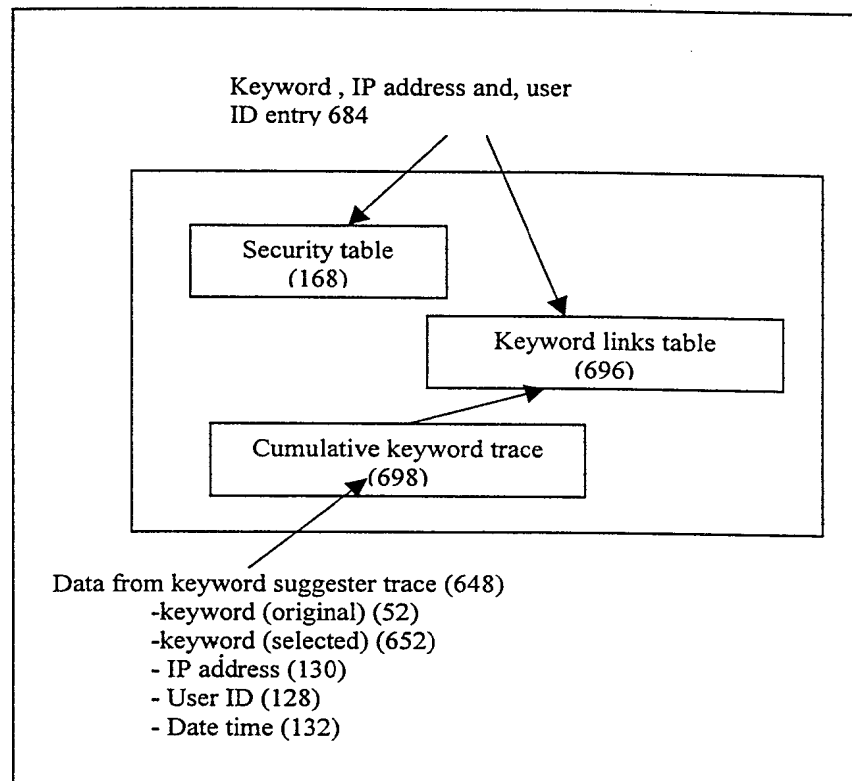 Keyword , IP address and, user
ID entry 684
Security table
(168)
Keyword links table
(696)
Cumulative keyword trace
(698)
Data from keyword suggester trace (648)
-keyword (original) (52)
-keyword (selected) (652)
- IP address (130)
- User ID (128)
- Date time (132)